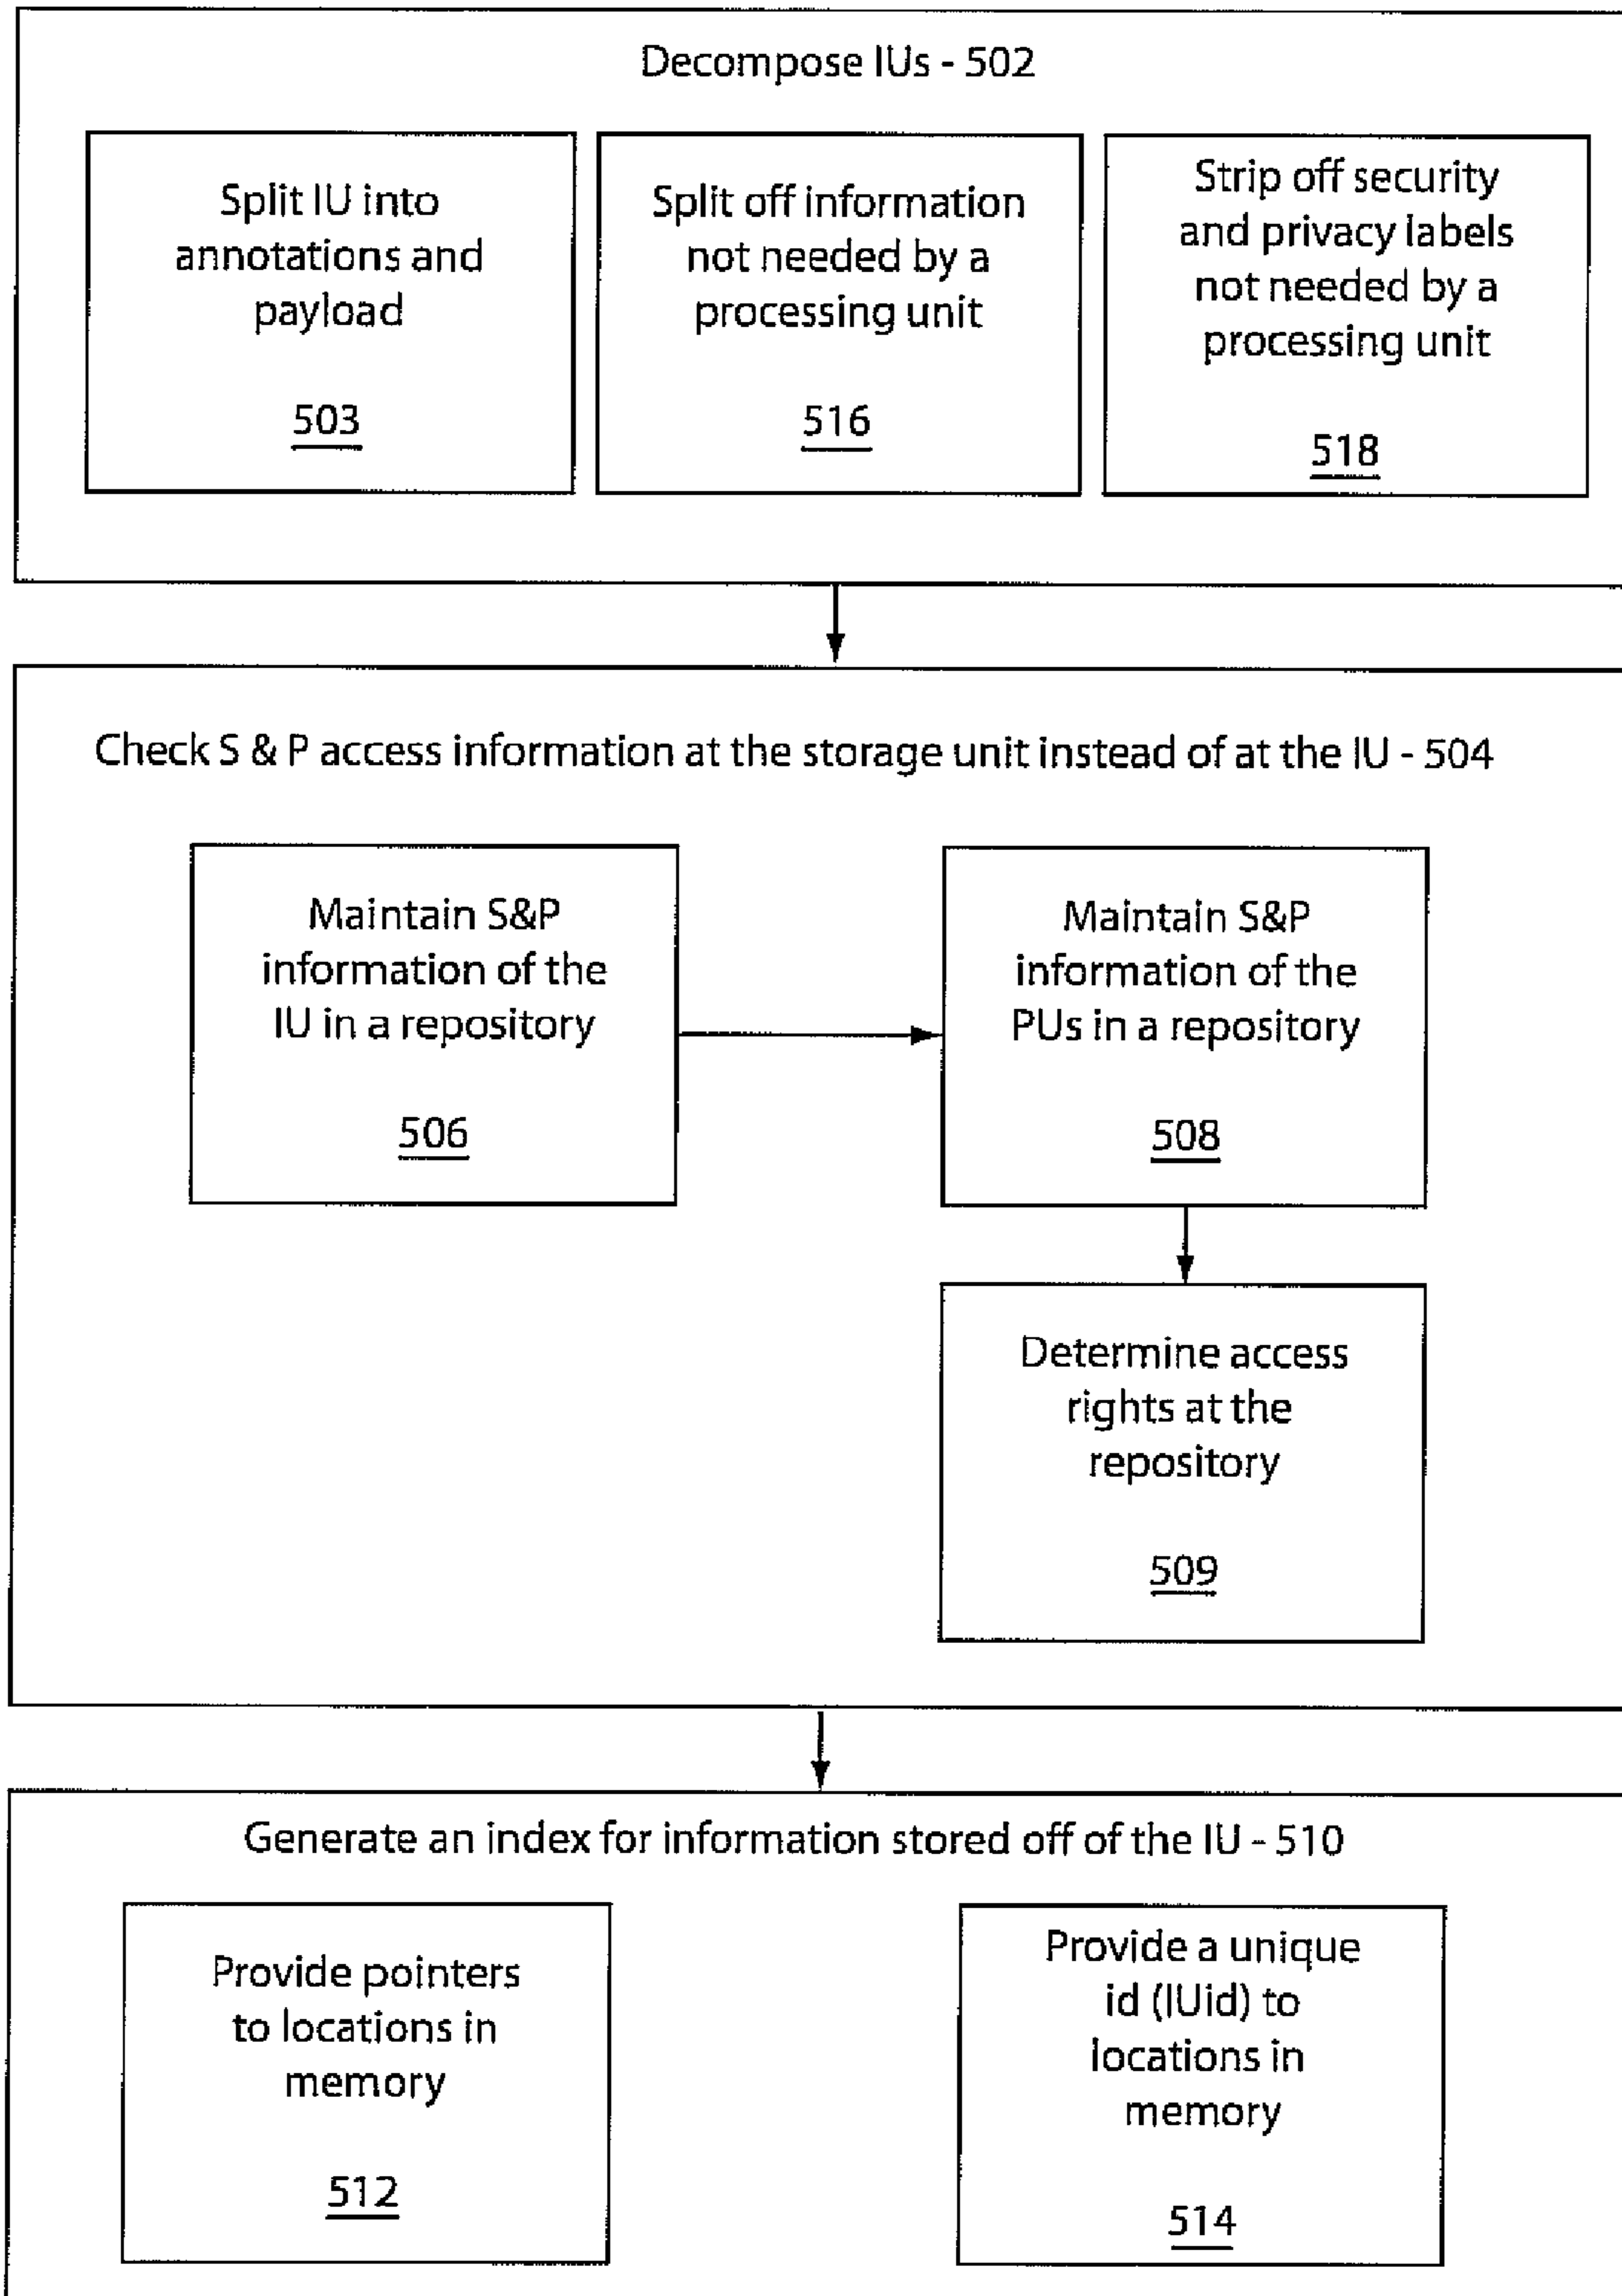 Decompose IUs - 502
Split IU into
annotations and
payload
503
Split off information
not needed by a
processing unit
516
Strip off security
and privacy labels
not needed by a
processing unit
518
Check S & P access information at the storage unit instead of at the IU - 504
Maintain S&P
information of the
IU in a repository
506
Maintain S&P
information of the
PUs in a repository
508
Determine access
rights at the
repository
509
Generate an index for information stored off of the IU - 510
Provide pointers
to locations in
memory
512
Provide a unique
id (IUid) to
locations in
memory
514